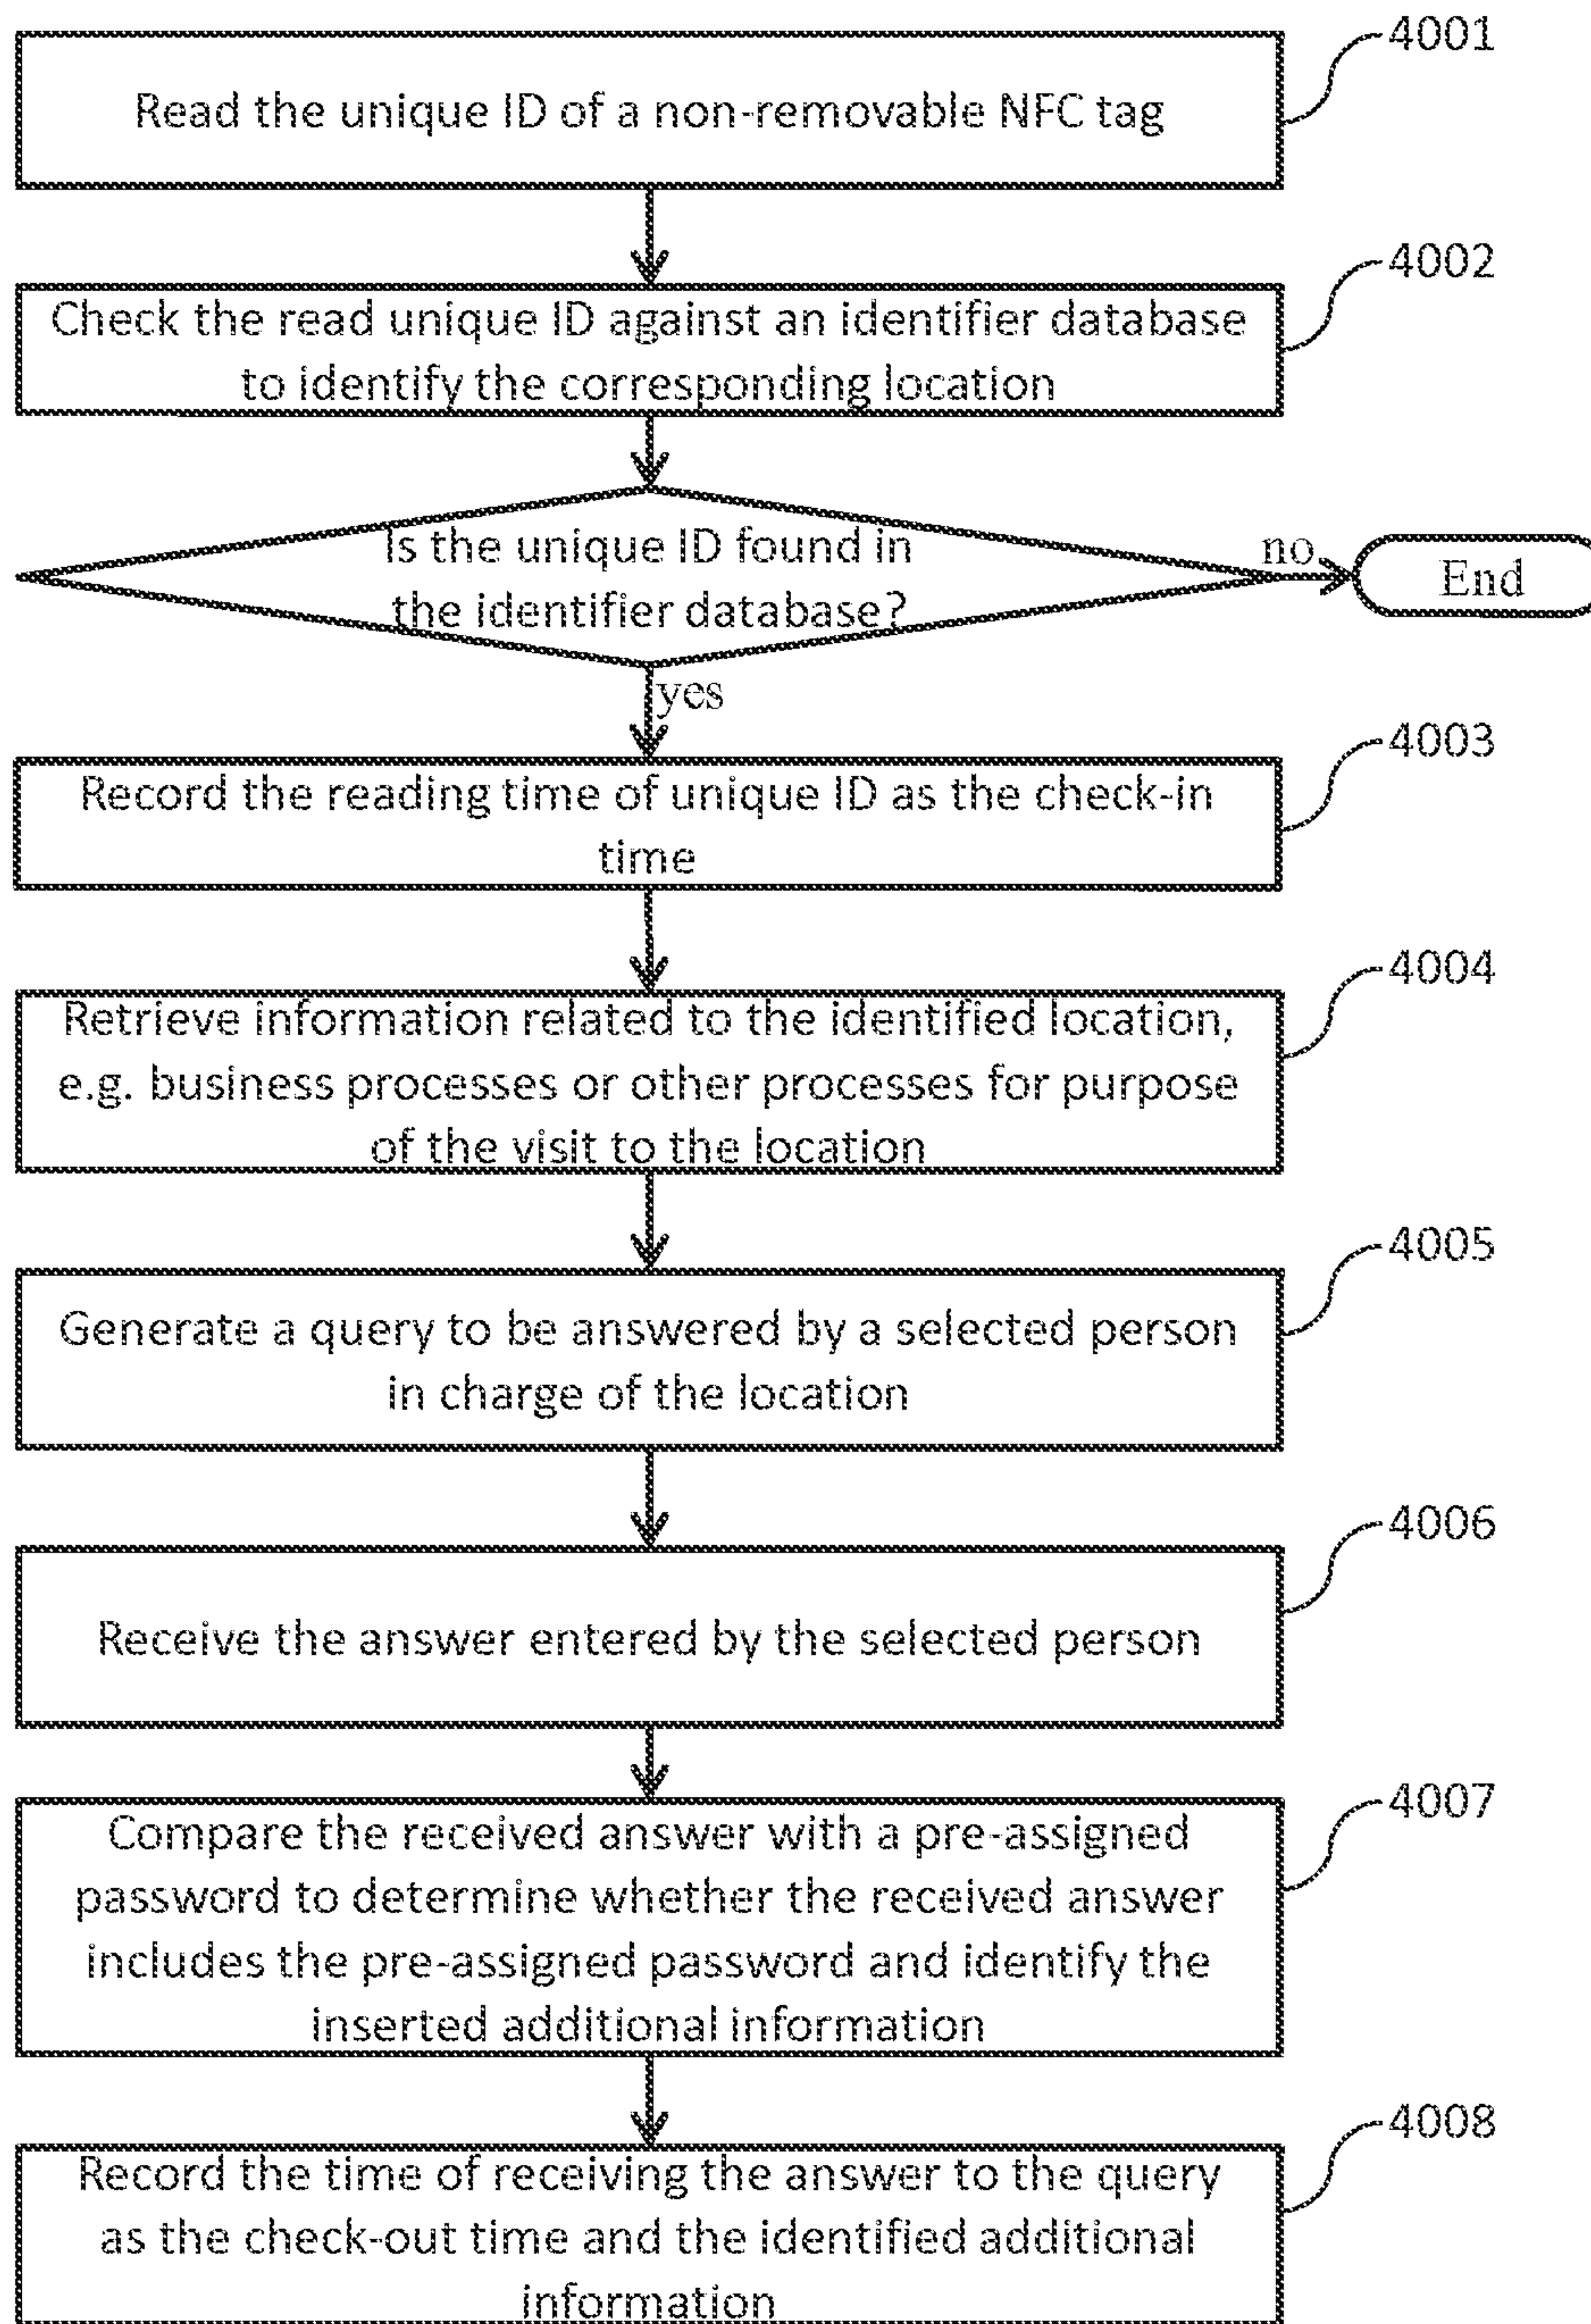 4001
Read the unique ID of a non-removable NFC tag
4002
Check the read unique ID against an identifier database
to identify the corresponding location
Is the unique ID found in
the identifier database?
no
End
yes
4003
Record the reading time of unique ID as the check-in
time
4004
Retrieve information related to the identified location,
e.g. business processes or other processes for purpose
of the visit to the location
4005
Generate a query to be answered by a selected person
in charge of the location
4006
Receive the answer entered by the selected person
4007
Compare the received answer with a pre-assigned
password to determine whether the received answer
includes the pre-assigned password and identify the
inserted additional information
4008
Record the time of receiving the answer to the query
as the check-out time and the identified additional
information